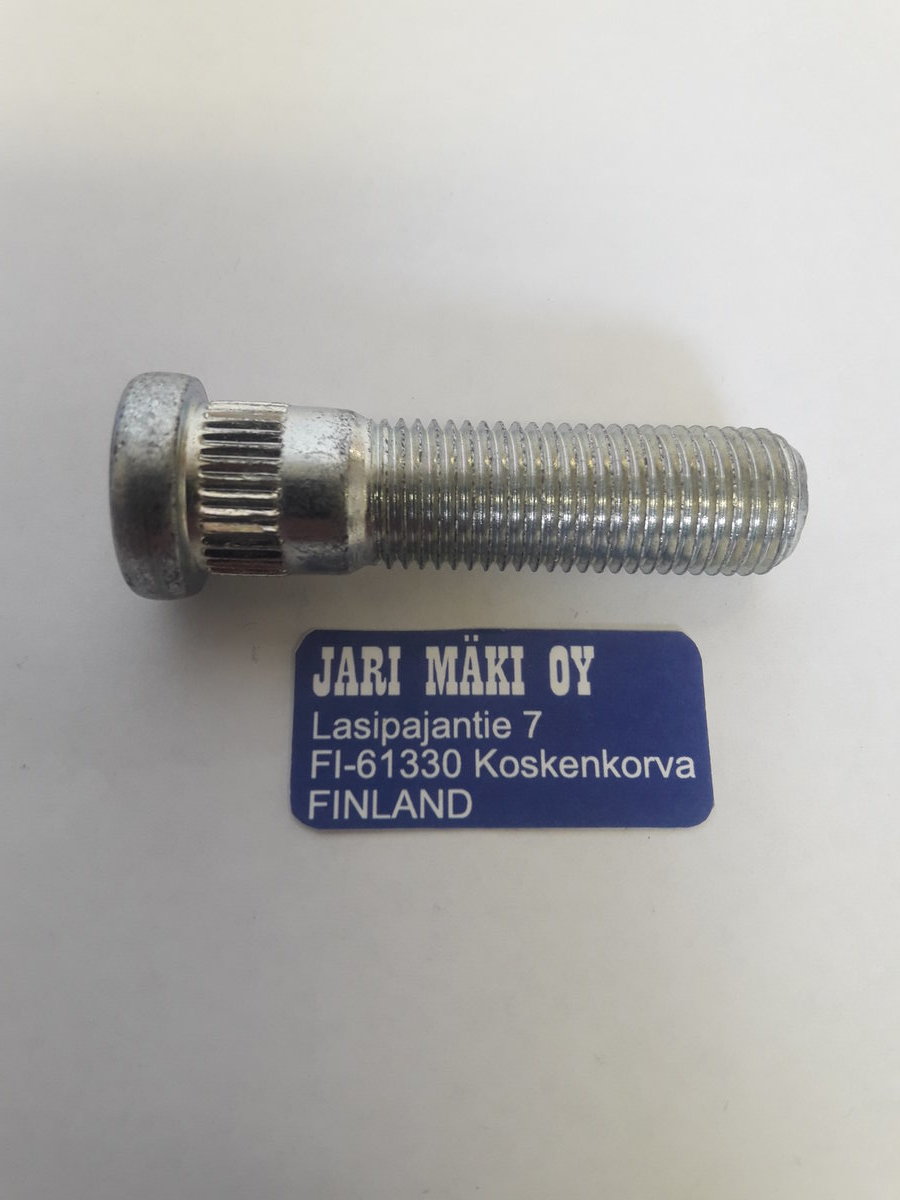 JARI MÄKI OY
Lasipajantie 7
FI-61330 Koskenkorva
FINLAND